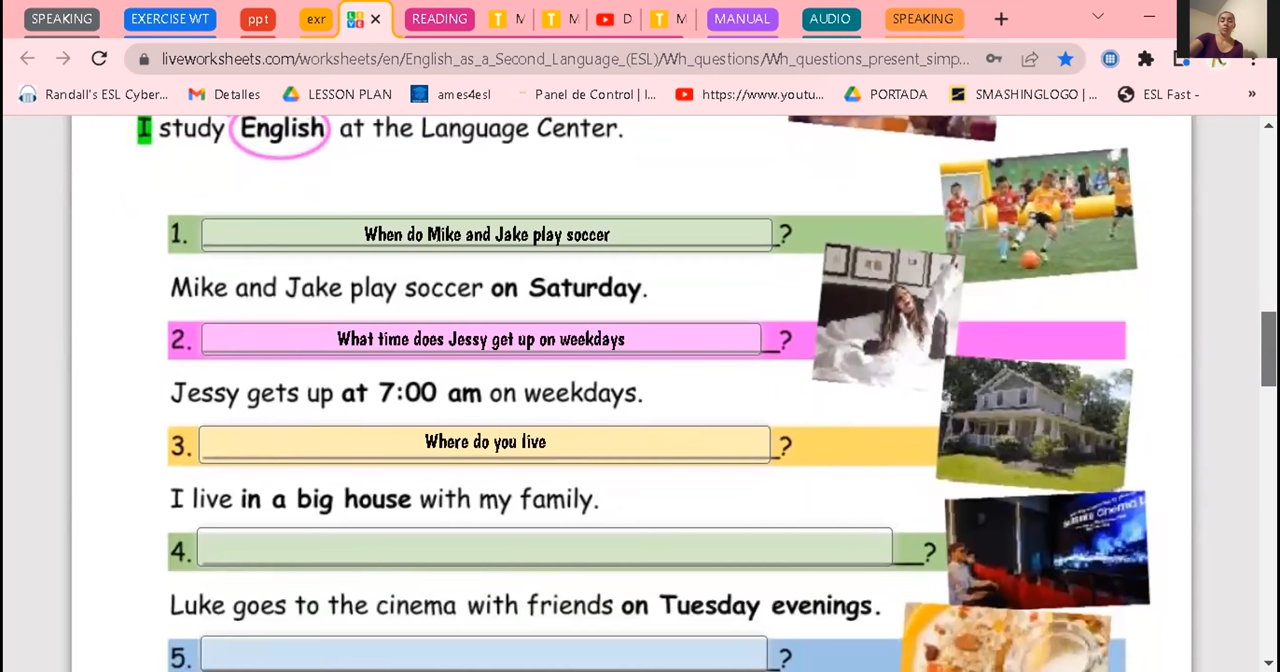 SPEAKING EXERCISE WT ppt exr READING M M D M MANUAL AUDIO SPEAKING
liveworksheets.com/worksheets/en/English_as_a_Second_Language_(ESL)/Wh_questions/Wh_questions_present_simp...
Randall's ESL Cyber... Detalles LESSON PLAN ames4esl Panel de Control | I... https://www.youtu... PORTADA SMASHINGLOGO | ... ESL Fast - »
I study English at the Language Center.
1. When do Mike and Jake play soccer ?
Mike and Jake play soccer on Saturday.
2. What time does Jessy get up on weekdays ?
Jessy gets up at 7:00 am on weekdays.
3. Where do you live ?
I live in a big house with my family.
4. ?
Luke goes to the cinema with friends on Tuesday evenings.
5. ?